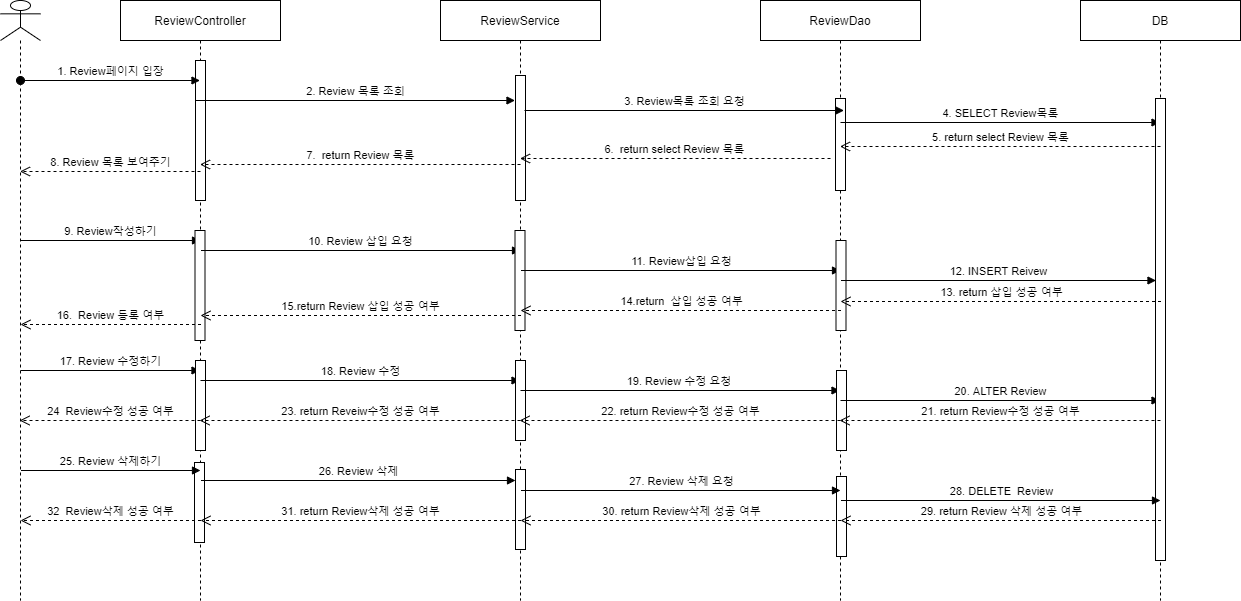 ReviewController
ReviewService
ReviewDao
DB
1. Review페이지 입장
2. Review 목록 조회
3. Review목록 조회 요청
4. SELECT Review목록
5. return select Review 목록
6.  return select Review 목록
7.  return Review 목록
8. Review 목록 보여주기
9. Review작성하기
10. Review 삽입 요청
11. Review삽입 요청
12. INSERT Reivew
13. return 삽입 성공 여부
14.return  삽입 성공 여부
15.return Review 삽입 성공 여부
16.  Review 등록 여부
17. Review 수정하기
18. Review 수정
19. Review 수정 요청
20. ALTER Review
21. return Review수정 성공 여부
22. return Review수정 성공 여부
23. return Reveiw수정 성공 여부
24  Review수정 성공 여부
25. Review 삭제하기
26. Review 삭제
27. Review 삭제 요청
28. DELETE  Review
29. return Review 삭제 성공 여부
30. return Review삭제 성공 여부
31. return Review삭제 성공 여부
32  Review삭제 성공 여부